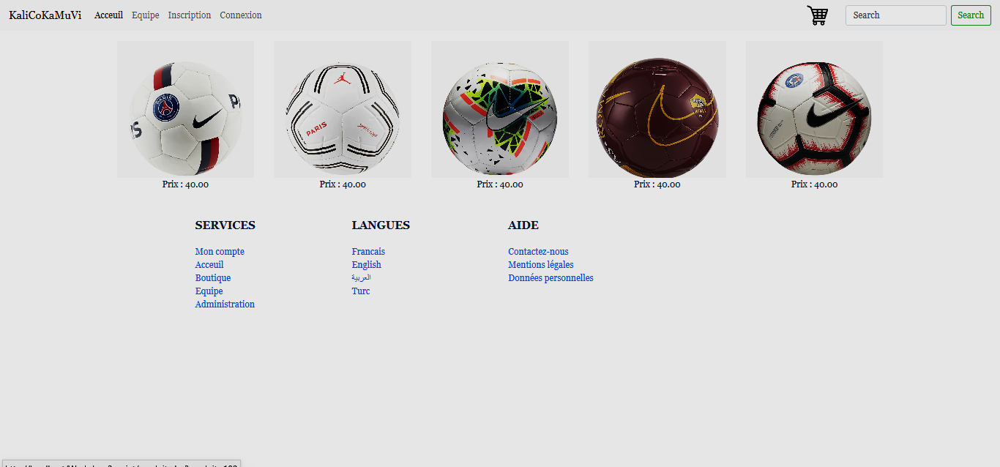 KaliCoKaMuVi Acceuil Equipe Inscription Connexion Search Search
PARIS
PARIS
ROMA
Prix : 40.00 Prix : 40.00 Prix : 40.00 Prix : 40.00 Prix : 40.00
SERVICES
Mon compte
Acceuil
Boutique
Equipe
Administration
LANGUES
Francais
English
العربية
Turc
AIDE
Contactez-nous
Mentions légales
Données personnelles